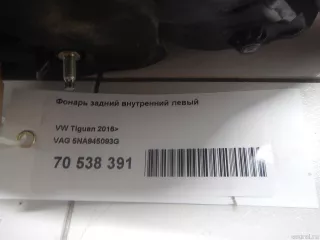 Фонарь задний внутренний левый
VW Tiguan 2016>
VAG 5NA945093G
70 538 391